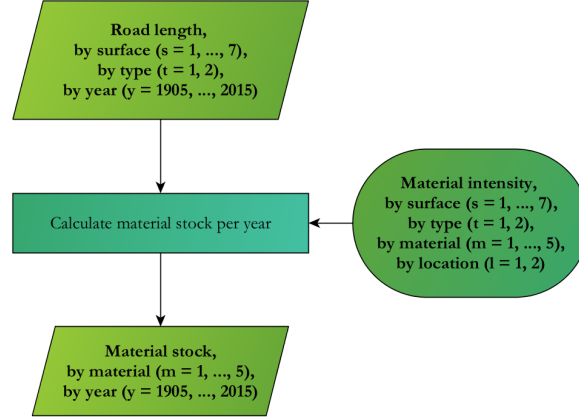 Road length,
by surface (s = 1, ..., 7),
by type (t = 1, 2),
by year (y = 1905, ..., 2015)
Calculate material stock per year
Material intensity,
by surface (s = 1, ..., 7),
by type (t = 1, 2),
by material (m = 1, ..., 5),
by location (l = 1, 2)
Material stock,
by material (m = 1, ..., 5),
by year (y = 1905, ..., 2015)